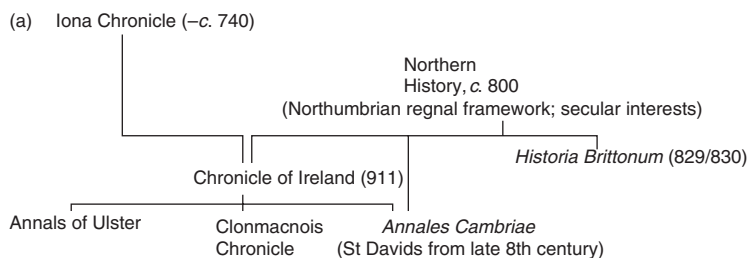 (a) Iona Chronicle (–c. 740)
Northern
History, c. 800
(Northumbrian regnal framework; secular interests)
Historia Brittonum (829/830)
Chronicle of Ireland (911)
Annals of Ulster
Clonmacnois
Chronicle
Annales Cambriae
(St Davids from late 8th century)